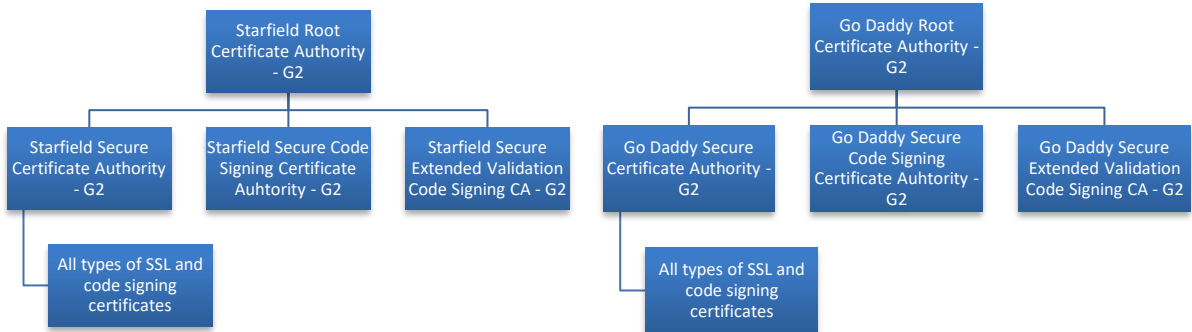 Starfield Root
Certificate Authority
- G2
Starfield Secure
Certificate Authority
- G2
Starfield Secure Code
Signing Certificate
Auhtority - G2
Starfield Secure
Extended Validation
Code Signing CA - G2
All types of SSL and
code signing
certificates
Go Daddy Root
Certificate Authority -
G2
Go Daddy Secure
Certificate Authority -
G2
Go Daddy Secure
Code Signing
Certificate Auhtority -
G2
Go Daddy Secure
Extended Validation
Code Signing CA - G2
All types of SSL and
code signing
certificates